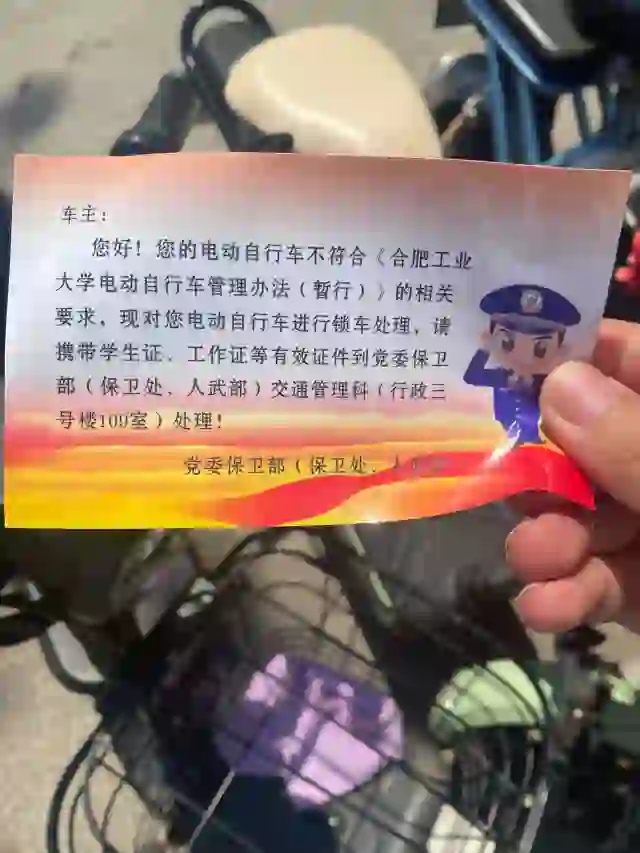 车主：
您好！您的电动自行车不符合《合肥工业
大学电动自行车管理办法（暂行）》的相关
要求，现对您电动自行车进行锁车处理，请
携带学生证、工作证等有效证件到党委保卫
部（保卫处、人武部）交通管理科（行政三
号楼109室）处理！
党委保卫部（保卫处、人